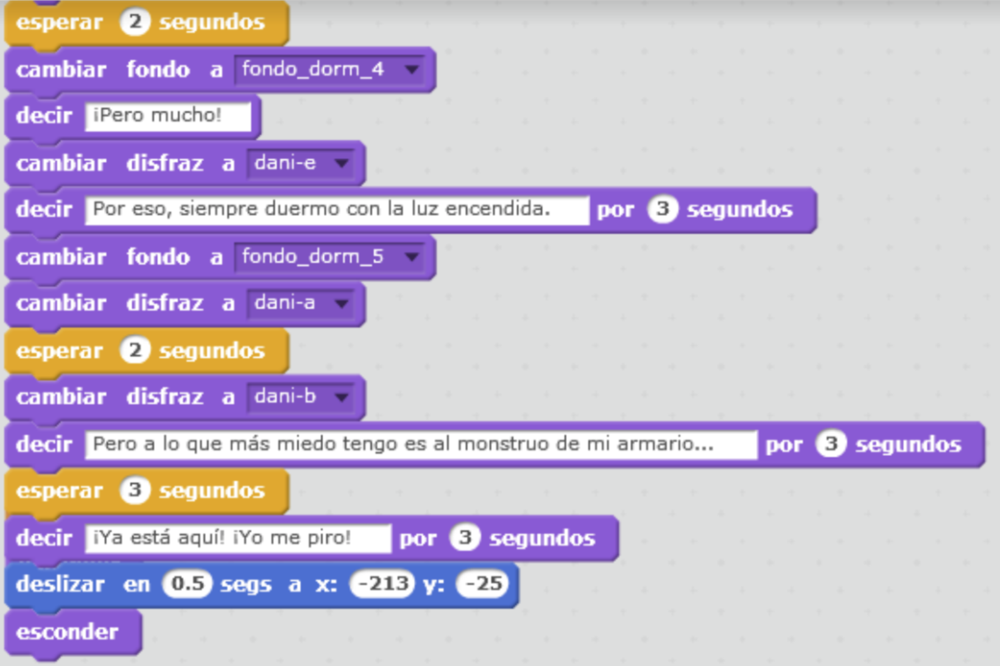 esperar 2 segundos
cambiar fondo a fondo_dorm_4
decir ¡Pero mucho!
cambiar disfraz a dani-e
decir Por eso, siempre duermo con la luz encendida. por 3 segundos
cambiar fondo a fondo_dorm_5
cambiar disfraz a dani-a
esperar 2 segundos
cambiar disfraz a dani-b
decir Pero a lo que más miedo tengo es al monstruo de mi armario... por 3 segundos
esperar 3 segundos
decir ¡Ya está aquí! ¡Yo me piro! por 3 segundos
deslizar en 0.5 segs a x: -213 y: -25
esconder